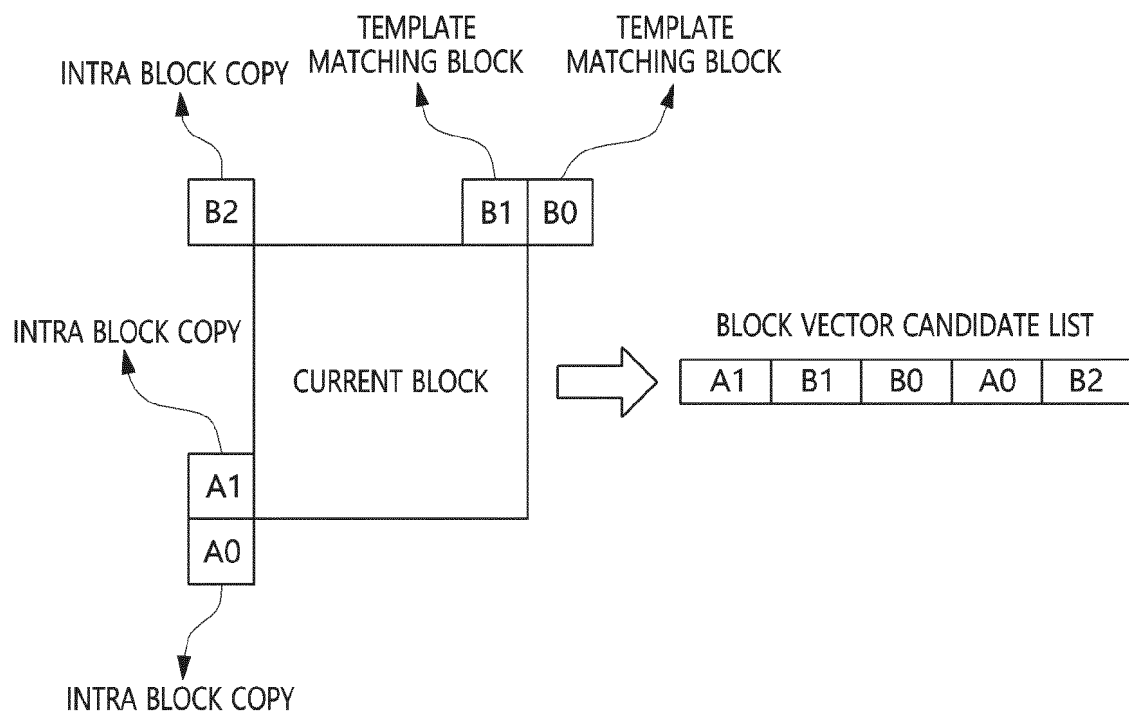 TEMPLATE
MATCHING BLOCK
TEMPLATE
MATCHING BLOCK
INTRA BLOCK COPY
B2
B1
B0
INTRA BLOCK COPY
CURRENT BLOCK
BLOCK VECTOR CANDIDATE LIST
A1 B1 B0 A0 B2
A1
A0
INTRA BLOCK COPY